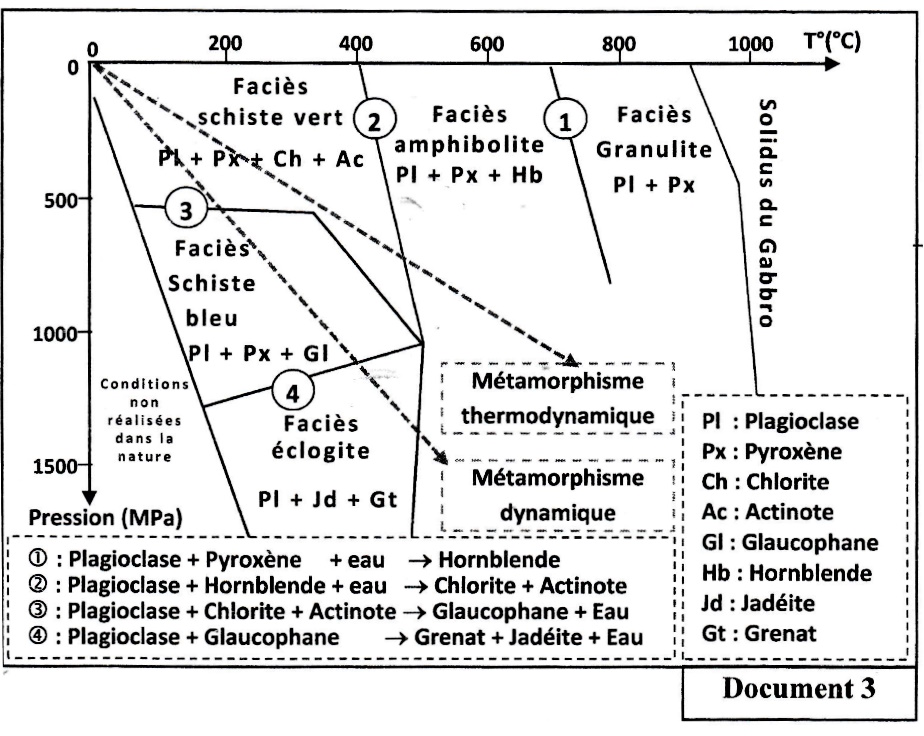 0 200 400 600 800 1000 T°(°C)
0
Faciès
schiste vert
Pl + Px + Ch + Ac
2
Faciès
amphibolite
Pl + Px + Hb
1
Faciès
Granulite
Pl + Px
Solidus du Gabbro
500
3
Faciès
Schiste
bleu
Pl + Px + Gl
1000
4
Conditions
non
réalisées
dans la
nature
Faciès
éclogite
Pl + Jd + Gt
1500
Pression (MPa)
Métamorphisme
thermodynamique
Métamorphisme
dynamique
Pl : Plagioclase
Px : Pyroxène
Ch : Chlorite
Ac : Actinote
Gl : Glaucophane
Hb : Hornblende
Jd : Jadéite
Gt : Grenat
① : Plagioclase + Pyroxène + eau → Hornblende
② : Plagioclase + Hornblende + eau → Chlorite + Actinote
③ : Plagioclase + Chlorite + Actinote → Glaucophane + Eau
④ : Plagioclase + Glaucophane → Grenat + Jadéite + Eau
Document 3